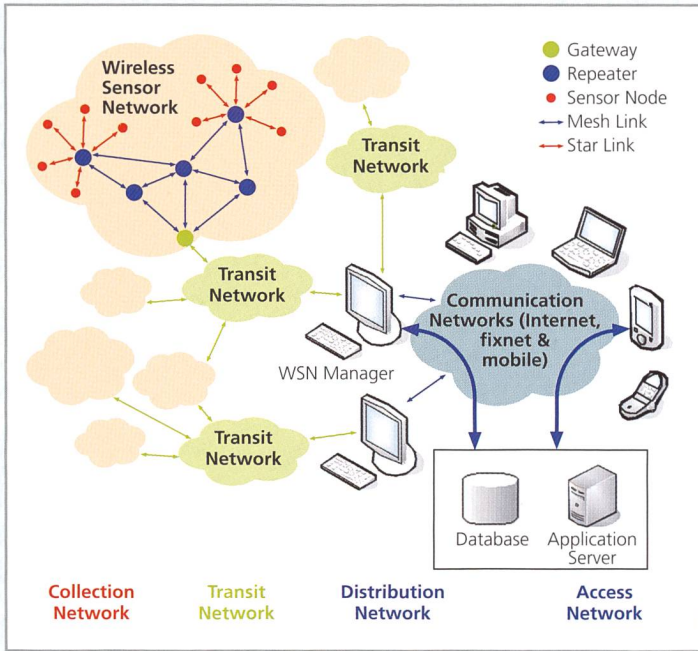 Wireless
Sensor
Network
Gateway
Repeater
Sensor Node
Mesh Link
Star Link
Transit
Network
Transit
Network
Communication
Networks (Internet,
fixnet &
mobile)
WSN Manager
Transit
Network
Database
Application
Server
Collection
Network
Transit
Network
Distribution
Network
Access
Network